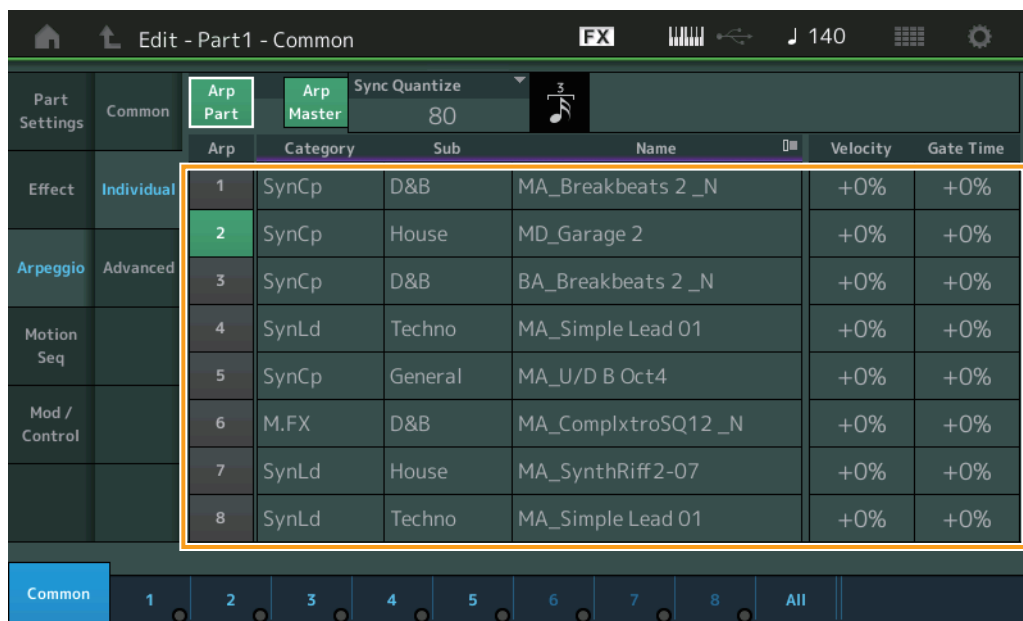 Edit - Part1 - Common FX ♩ 140
Part Settings
Common
Arp Part
Arp Master
Sync Quantize
80
3
Arp Category Sub Name Velocity Gate Time
Effect
Individual
Arpeggio
Advanced
Motion Seq
Mod / Control
1 SynCp D&B MA_Breakbeats 2 _N +0% +0%
2 SynCp House MD_Garage 2 +0% +0%
3 SynCp D&B BA_Breakbeats 2 _N +0% +0%
4 SynLd Techno MA_Simple Lead 01 +0% +0%
5 SynCp General MA_U/D B Oct4 +0% +0%
6 M.FX D&B MA_ComplxtroSQ12 _N +0% +0%
7 SynLd House MA_SynthRiff2-07 +0% +0%
8 SynLd Techno MA_Simple Lead 01 +0% +0%
Common 1 2 3 4 5 6 7 8 All